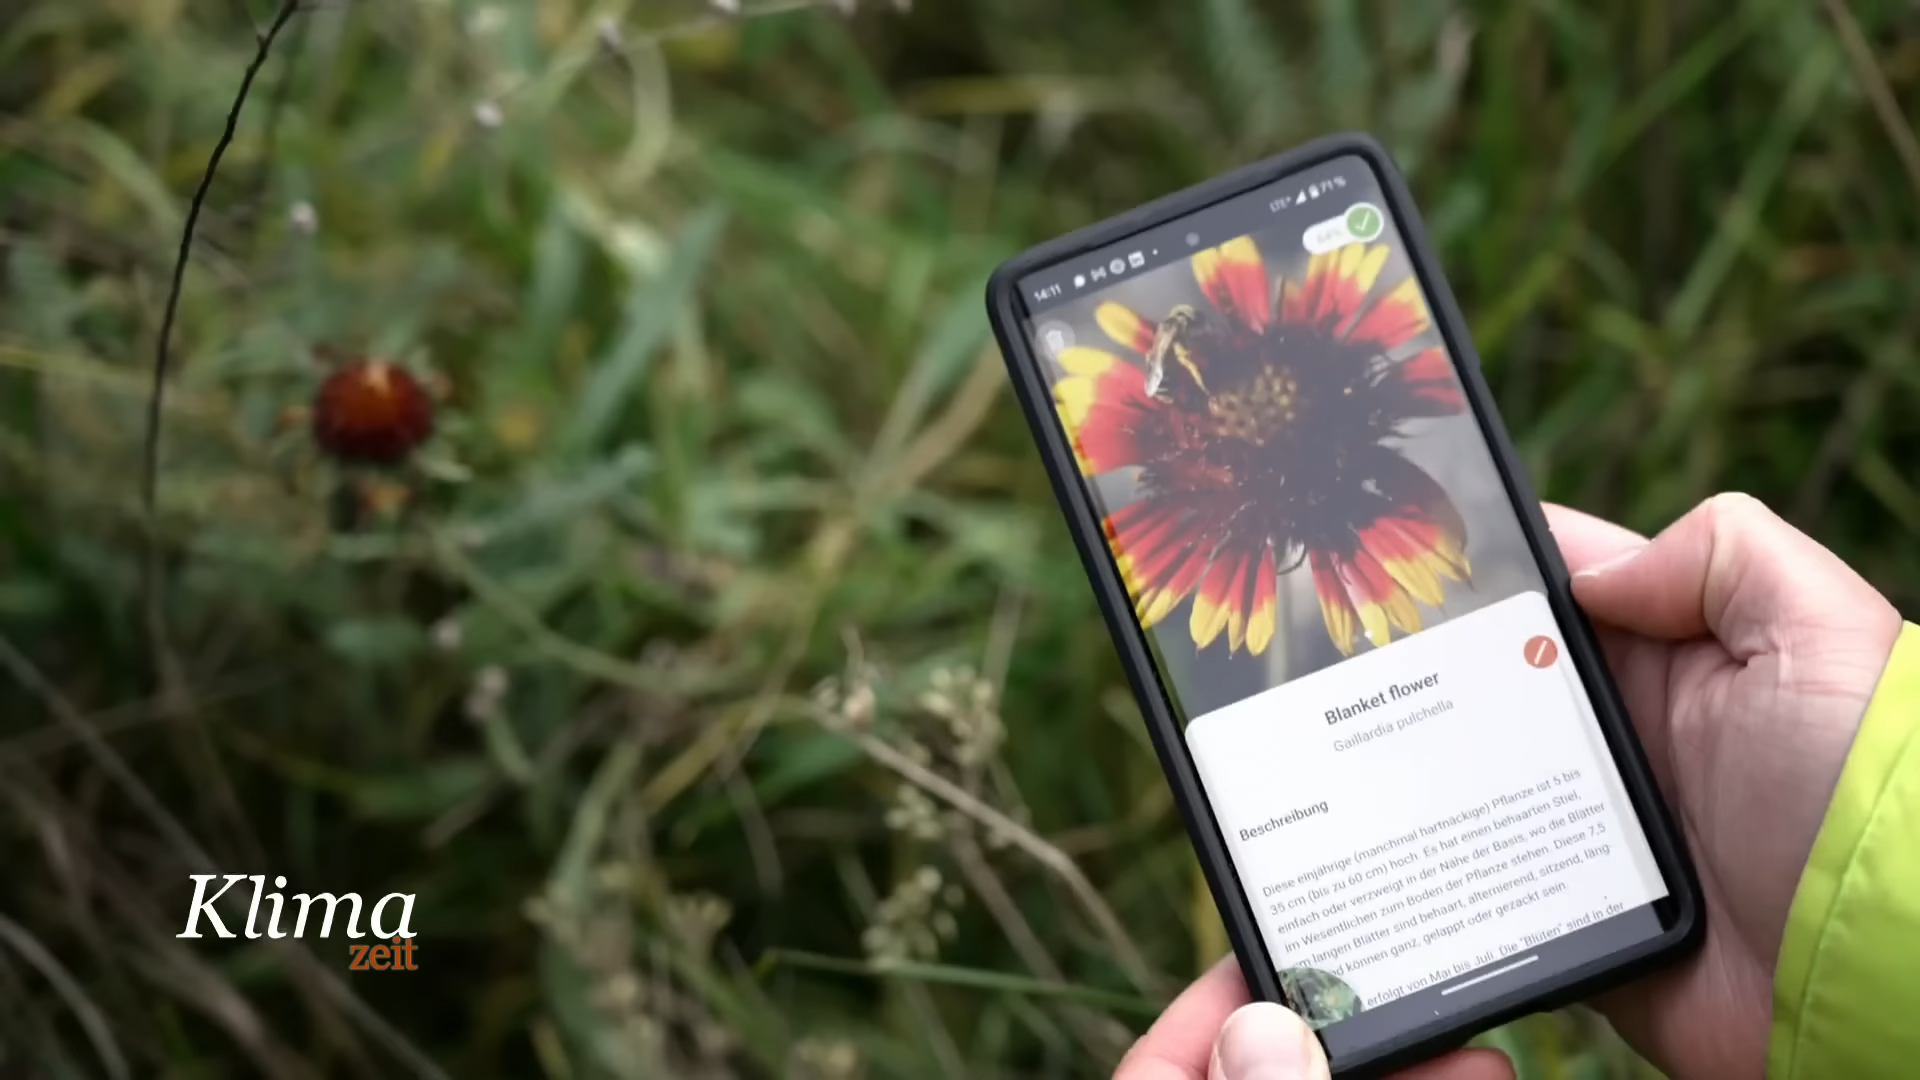 14:11
LTE+ 71%
Blanket flower
Gaillardia pulchella
Beschreibung
Diese einjährige (manchmal hartnäckige) Pflanze ist 5 bis
35 cm (bis zu 60 cm) hoch. Es hat einen behaarten Stiel,
einfach oder verzweigt in der Nähe der Basis, wo die Blätter
im Wesentlichen zum Boden der Pflanze stehen. Diese 7,5
langen Blätter sind behaart, alternierend, sitzend, läng-
können ganz, gelappt oder gezackt sein.
erfolgt von Mai bis Juli. Die "Blüten" sind in der
Klima
zeit